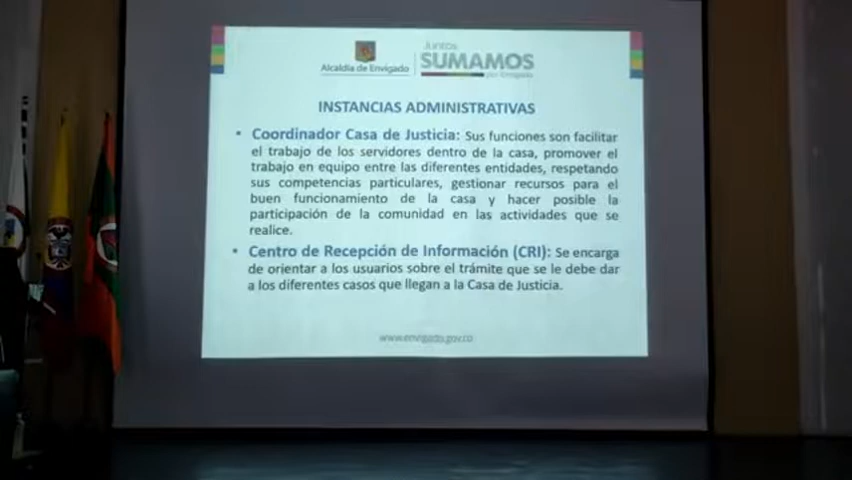 Juntos
SUMAMOS
por Envigado
Alcaldía de Envigado
INSTANCIAS ADMINISTRATIVAS
• Coordinador Casa de Justicia: Sus funciones son facilitar
el trabajo de los servidores dentro de la casa, promover el
trabajo en equipo entre las diferentes entidades, respetando
sus competencias particulares, gestionar recursos para el
buen funcionamiento de la casa y hacer posible la
participación de la comunidad en las actividades que se
realice.
• Centro de Recepción de Información (CRI): Se encarga
de orientar a los usuarios sobre el trámite que se le debe dar
a los diferentes casos que llegan a la Casa de Justicia.
www.envigado.gov.co